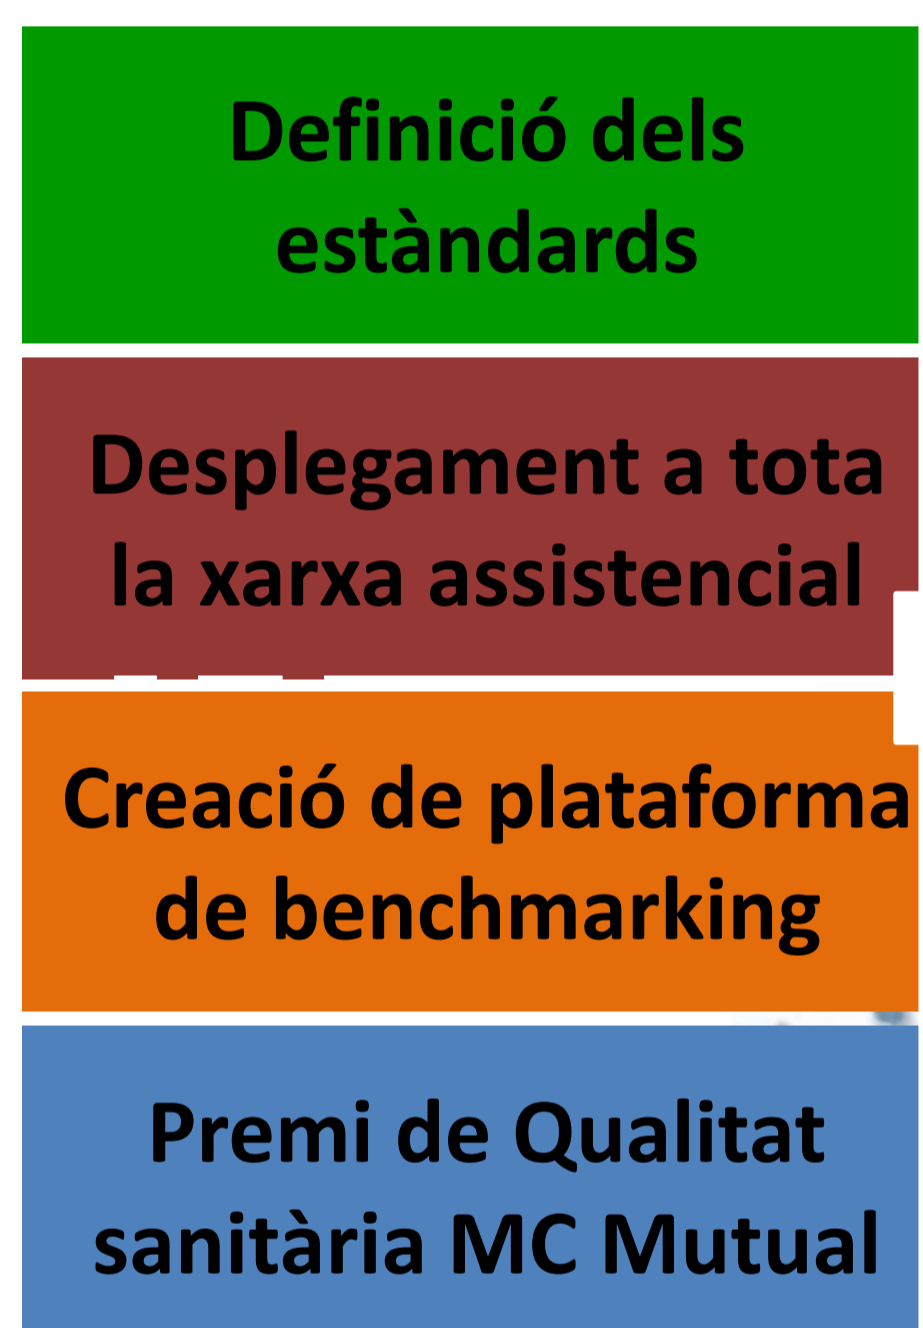 Definició dels
estàndards
Desplegament a tota
la xarxa assistencial
Creació de plataforma
de benchmarking
Premi de Qualitat
sanitària MC Mutual